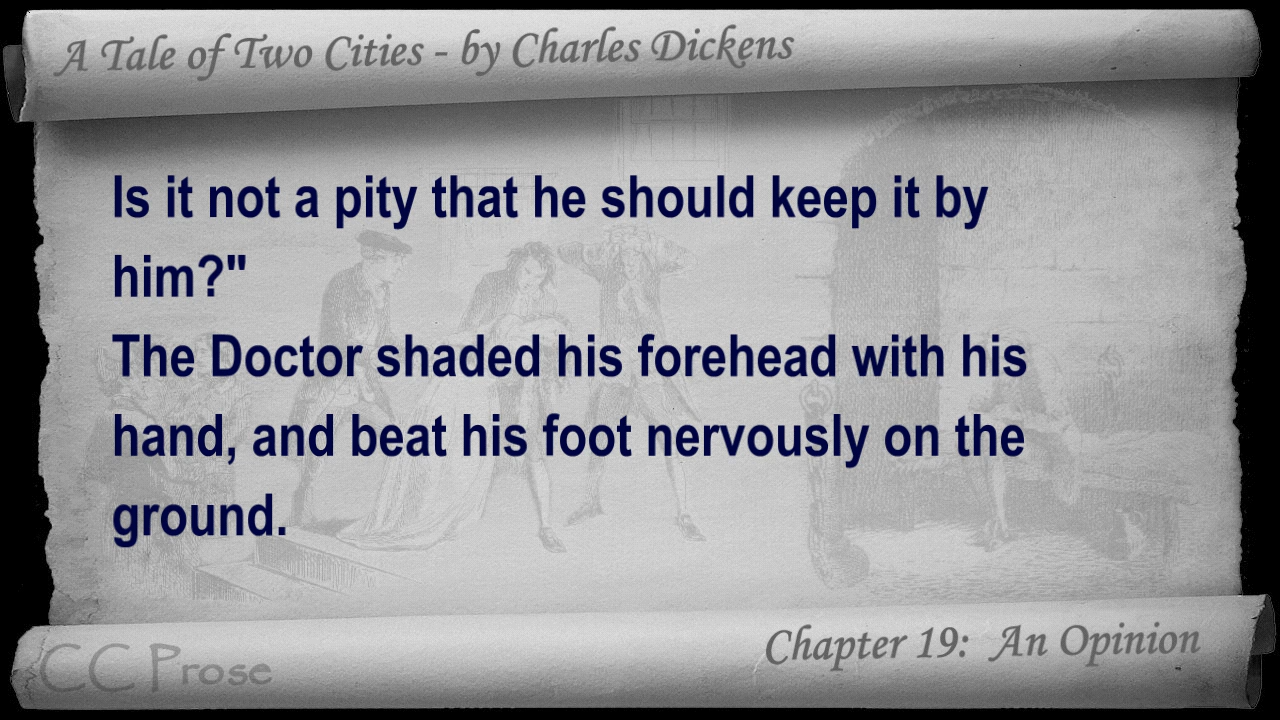 A Tale of Two Cities - by Charles Dickens
Is it not a pity that he should keep it by
him?"
The Doctor shaded his forehead with his
hand, and beat his foot nervously on the
ground.
Chapter 19: An Opinion
CC Prose